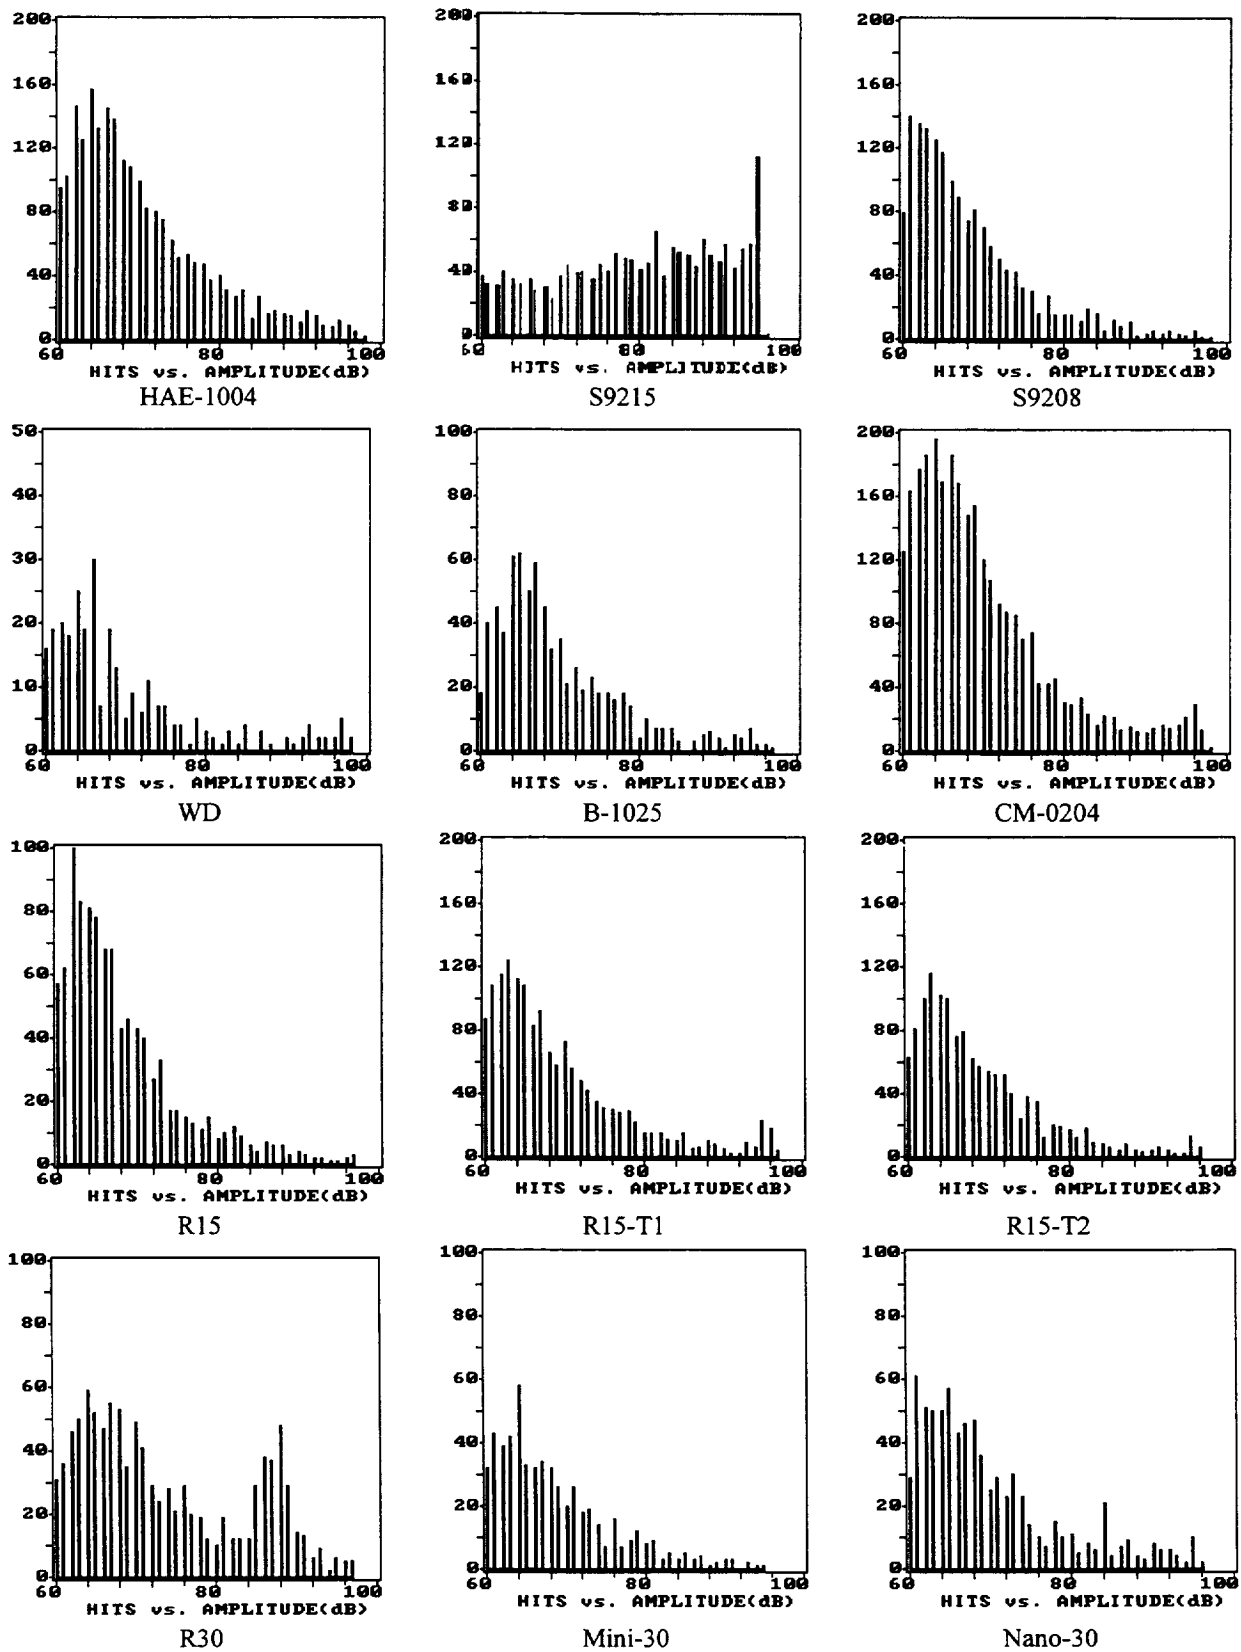 200 200 200
160 160 160
120 120 120
80 80 80
40 40 40
0 0 0
60 80 100 60 80 100 60 80 100
HITS vs. AMPLITUDE(dB) HITS vs. AMPLITUDE(dB) HITS vs. AMPLITUDE(dB)
HAE-1004 S9215 S9208
50 100 200
40 80 160
30 60 120
20 40 80
10 20 40
0 0 0
60 80 100 60 80 100 60 80 100
HITS vs. AMPLITUDE(dB) HITS vs. AMPLITUDE(dB) HITS vs. AMPLITUDE(dB)
WD B-1025 CM-0204
100 200 200
80 160 160
60 120 120
40 80 80
20 40 40
0 0 0
60 80 100 60 80 100 60 80 100
HITS vs. AMPLITUDE(dB) HITS vs. AMPLITUDE(dB) HITS vs. AMPLITUDE(dB)
R15 R15-T1 R15-T2
100 100 100
80 80 80
60 60 60
40 40 40
20 20 20
0 0 0
60 80 100 60 80 100 60 80 100
HITS vs. AMPLITUDE(dB) HITS vs. AMPLITUDE(dB) HITS vs. AMPLITUDE(dB)
R30 Mini-30 Nano-30